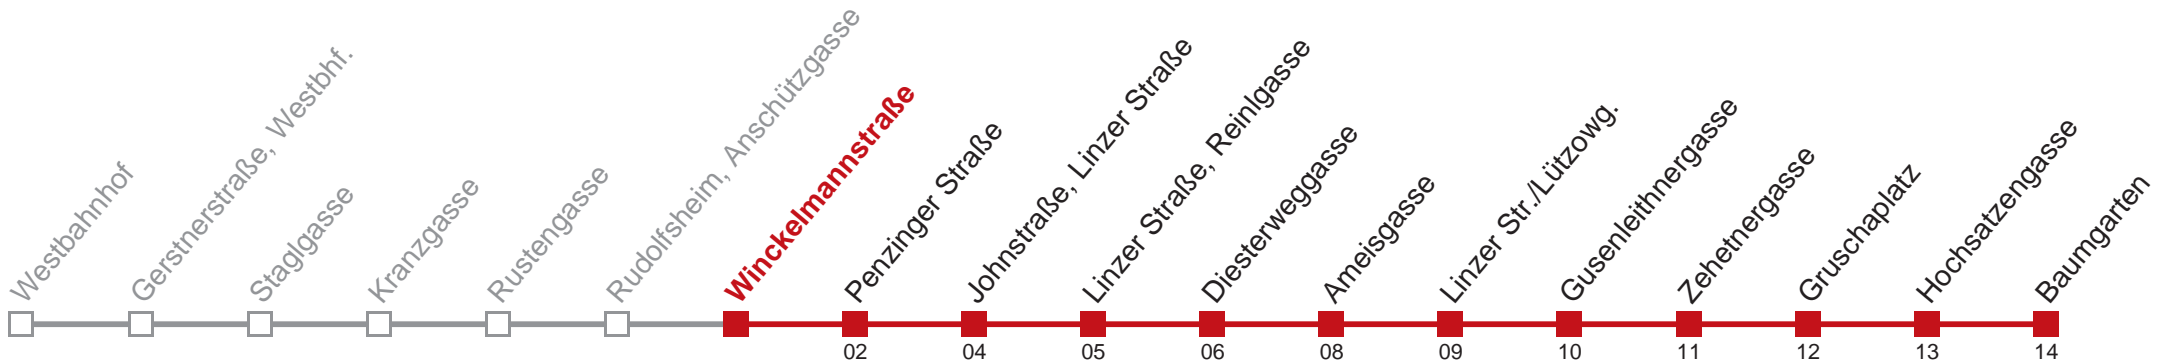 Westbahnhof
Gerstnerstraße, Westbhf.
Staglgasse
Kranzgasse
Rustengasse
Rudolfsheim, Anschützgasse
Winckelmannstraße
Penzinger Straße
Johnstraße, Linzer Straße
Linzer Straße, Reinlgasse
Diesterweggasse
Ameisgasse
Linzer Str./Lützowg.
Gusenleithnergasse
Zehetnergasse
Gruschaplatz
Hochsatzengasse
Baumgarten
02 04 05 06 08 09 10 11 12 13 14